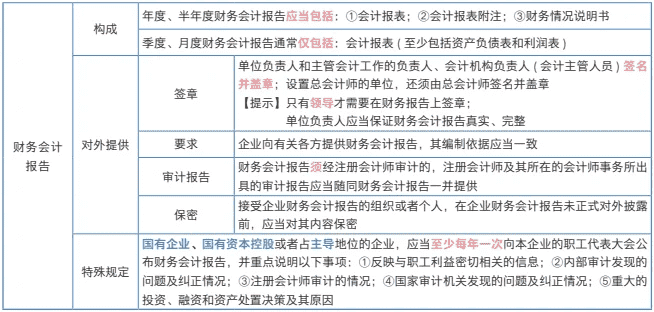 财务会计
报告
构成
年度、半年度财务会计报告应当包括：①会计报表；②会计报表附注；③财务情况说明书
季度、月度财务会计报告通常仅包括：会计报表（至少包括资产负债表和利润表）
对外提供
签章
单位负责人和主管会计工作的负责人、会计机构负责人（会计主管人员）签名
并盖章；设置总会计师的单位，还须由总会计师签名并盖章
【提示】只有领导才需要在财务报告上签章；
单位负责人应当保证财务会计报告真实、完整
要求
企业向有关各方提供财务会计报告，其编制依据应当一致
审计报告
财务会计报告须经注册会计师审计的，注册会计师及其所在的会计师事务所出
具的审计报告应当随同财务会计报告一并提供
保密
接受企业财务会计报告的组织或者个人，在企业财务会计报告未正式对外披露
前，应当对其内容保密
特殊规定
国有企业、国有资本控股或者占主导地位的企业，应当至少每年一次向本企业的职工代表大会公
布财务会计报告，并重点说明以下事项：①反映与职工利益密切相关的信息；②内部审计发现的
问题及纠正情况；③注册会计师审计的情况；④国家审计机关发现的问题及纠正情况；⑤重大的
投资、融资和资产处置决策及其原因